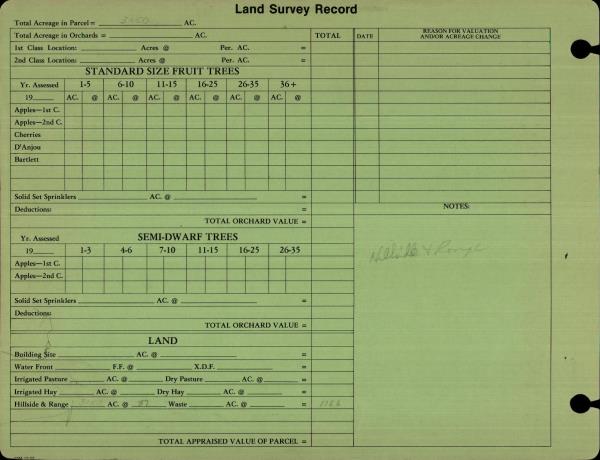 Land Survey Record
Total Acreage in Parcel = AC.
Total Acreage in Orchards = AC. TOTAL DATE REASON FOR VALUATION AND/OR ACREAGE CHANGE
1st Class Location: Acres @ Per. AC. =
2nd Class Location: Acres @ Per. AC. =
STANDARD SIZE FRUIT TREES
Yr. Assessed 1-5 6-10 11-15 16-25 26-35 36+
19 AC. @ AC. @ AC. @ AC. @ AC. @ AC. @
Apples—1st C.
Apples—2nd C.
Cherries
D'Anjou
Bartlett
Solid Set Sprinklers AC. @ =
Deductions:
NOTES:
TOTAL ORCHARD VALUE =
SEMI-DWARF TREES
Yr. Assessed
19 1-3 4-6 7-10 11-15 16-25 26-35
Hillside & Range
Apples—1st C.
Apples—2nd C.
Solid Set Sprinklers AC. @ =
Deductions:
TOTAL ORCHARD VALUE =
LAND
Building Site AC. @ =
Water Front F.F. @ X.D.F. =
Irrigated Pasture AC. @ Dry Pasture AC. @ =
Irrigated Hay AC. @ Dry Hay AC. @ =
Hillside & Range AC. @ Waste AC. @ =
TOTAL APPRAISED VALUE OF PARCEL =